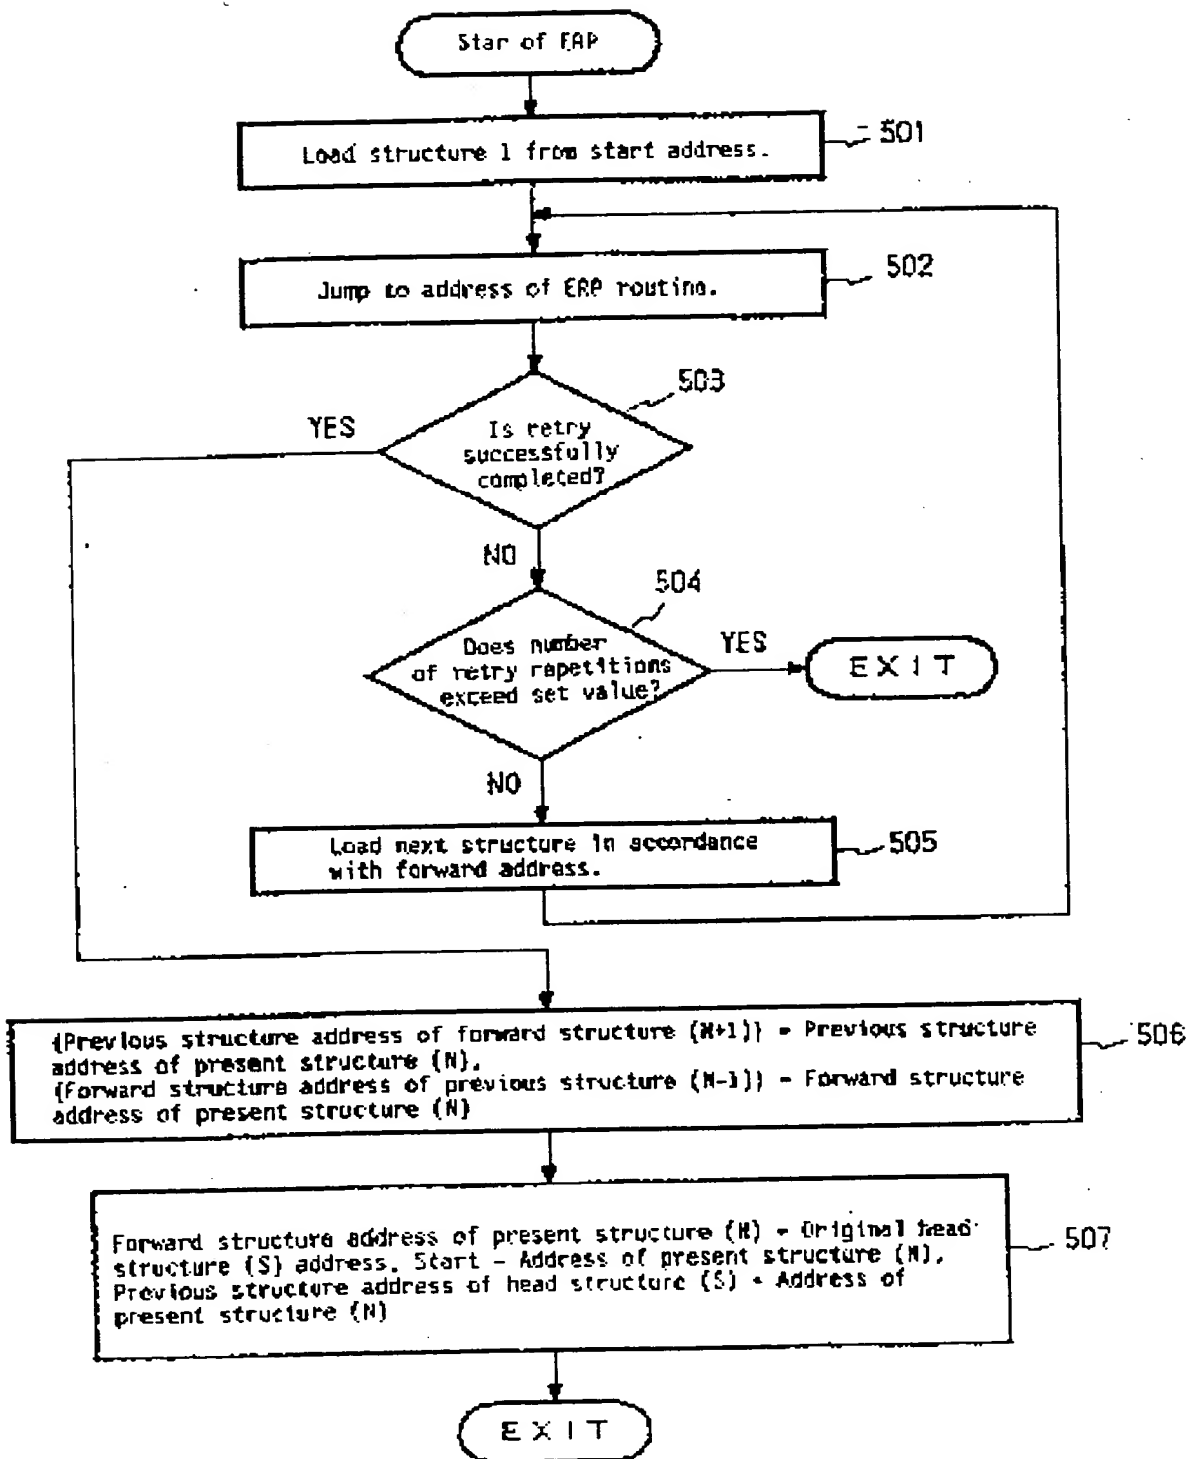 Star of ERP
Load structure 1 from start address.
501
Jump to address of ERP routine.
502
503
YES
Is retry
successfully
completed?
NO
504
Does number
of retry repetitions
exceed set value?
YES
EXIT
NO
Load next structure in accordance
with forward address.
505
{Previous structure address of forward structure (N+1)} - Previous structure
address of present structure (N),
{Forward structure address of previous structure (N-1)} - Forward structure
address of present structure (N)
506
Forward structure address of present structure (N) - Original head
structure (S) address, Start - Address of present structure (N),
Previous structure address of head structure (S) - Address of
present structure (N)
507
EXIT